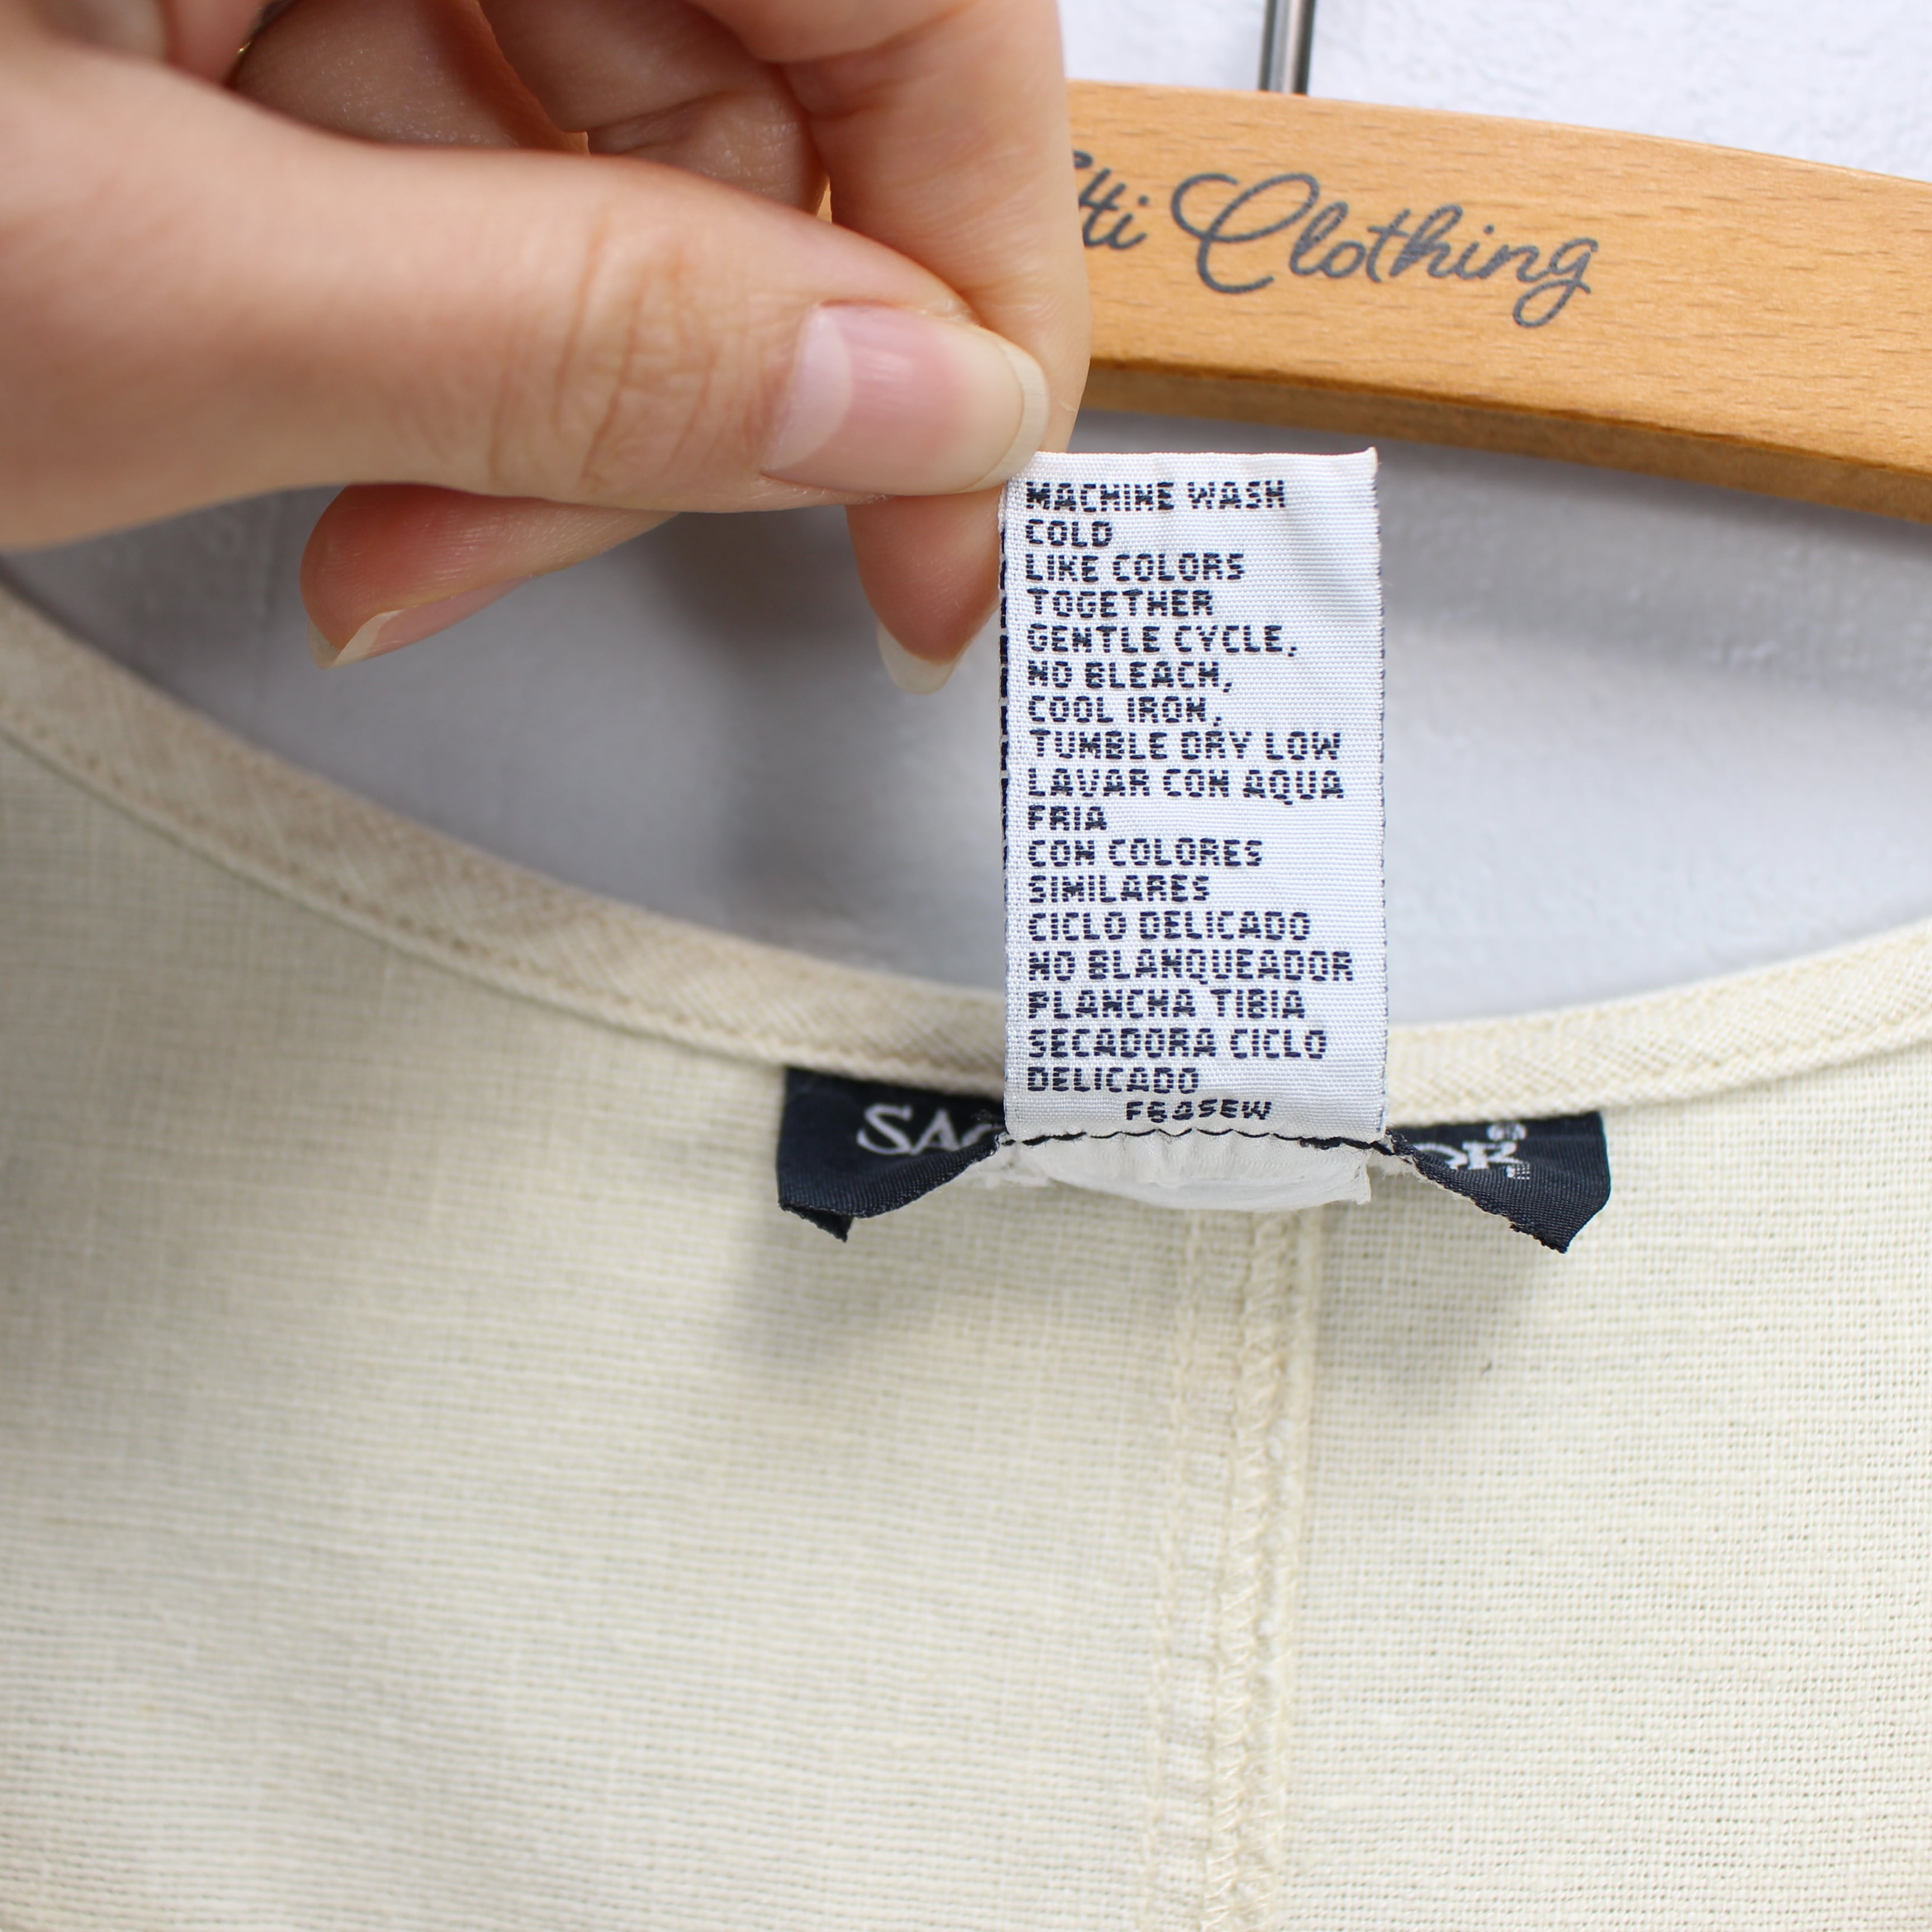 Clothing
MACHINE WASH
COLD
LIKE COLORS
TOGETHER
GENTLE CYCLE,
NO BLEACH,
COOL IRON,
TUMBLE DRY LOW
LAVAR CON AQUA
FRIA
CON COLORES
SIMILARES
CICLO DELICADO
NO BLANQUEADOR
PLANCHA TIBIA
SECADORA CICLO
DELICADO